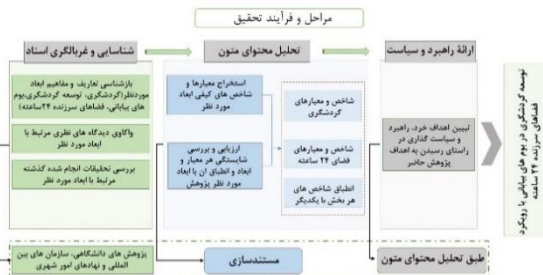 مراحل و فرآیند تحقیق
شناسایی و غربالگری اسناد
تحلیل محتوای متون
ارائهٔ راهبرد و سیاست
بازشناسی تعاریف و مفاهیم ابعاد
موردنظر(گردشگری، توسعه گردشگری،بوم
های بیابانی، فضاهای سرزنده ۲۴ساعته)
واکاوی دیدگاه های نظری مرتبط با
ابعاد مورد نظر
بررسی تحقیقات انجام شده گذشته
مرتبط با ابعاد مورد نظر
استخراج معیارها و
شاخص های کیفی ابعاد
مورد نظر
ارزیابی و بررسی
شایستگی هر معیار و
ابعاد و انطباق ان با ابعاد
مورد نظر پژوهش
شاخص و معیارهای
گردشگری
شاخص و معیارهای
فضای ۲۴ ساعته
انطباق شاخص های
هر بخش با یکدیگر
تبیین اهداف خرد، راهبرد
و سیاست گذاری در
راستای رسیدن به اهداف
پژوهش حاضر
توسعه گردشگری در بوم های بیابانی با رویکرد
فضاهای سرزنده ۲۴ ساعته
پژوهش های دانشگاهی، سازمان های بین
المللی و نهادهای امور شهری
مستندسازی
طبق تحلیل محتوای متون